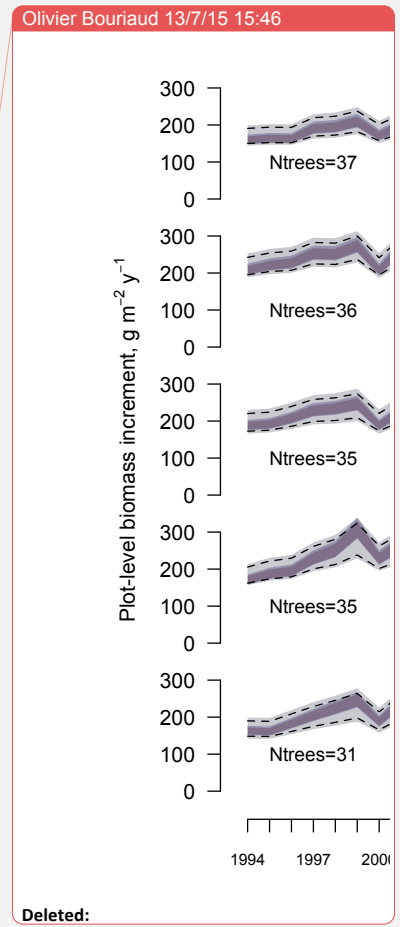 Olivier Bouriaud 13/7/15 15:46
Plot-level biomass increment, g m⁻² y⁻¹
300
200
100
0
Ntrees=37
300
200
100
0
Ntrees=36
300
200
100
0
Ntrees=35
300
200
100
0
Ntrees=35
300
200
100
0
Ntrees=31
1994 1997
Deleted: